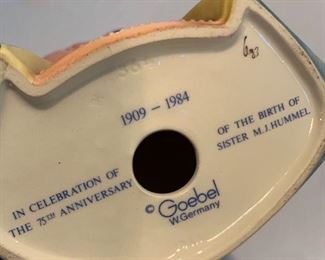 1909 – 1984
IN CELEBRATION OF
THE 75TH ANNIVERSARY
OF THE BIRTH OF
SISTER M.J.HUMMEL
© Goebel
W.Germany